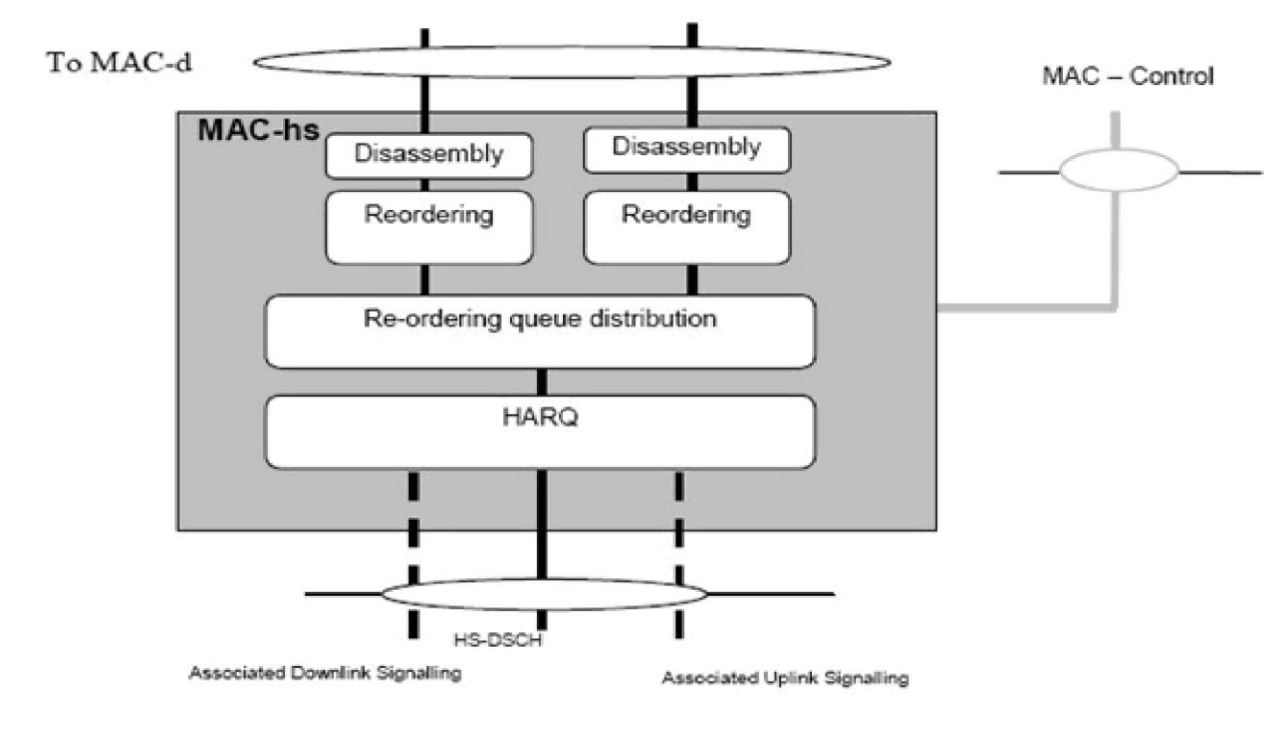 To MAC-d
MAC – Control
MAC-hs
Disassembly
Disassembly
Reordering
Reordering
Re-ordering queue distribution
HARQ
HS-DSCH
Associated Downlink Signalling
Associated Uplink Signalling